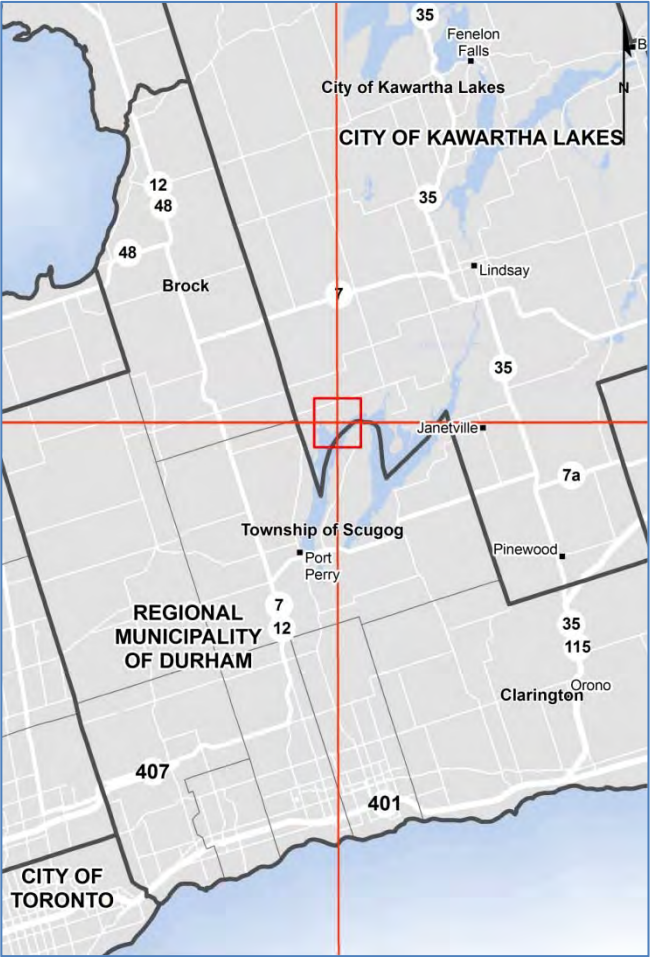 35
Fenelon
Falls
B
City of Kawartha Lakes
N
CITY OF KAWARTHA LAKES
12
48
35
48
Lindsay
Brock
7
35
Janetville
7a
Township of Scugog
Port
Perry
Pinewood
7
12
REGIONAL
MUNICIPALITY
OF DURHAM
35
115
Orono
Clarington
407
401
CITY OF
TORONTO